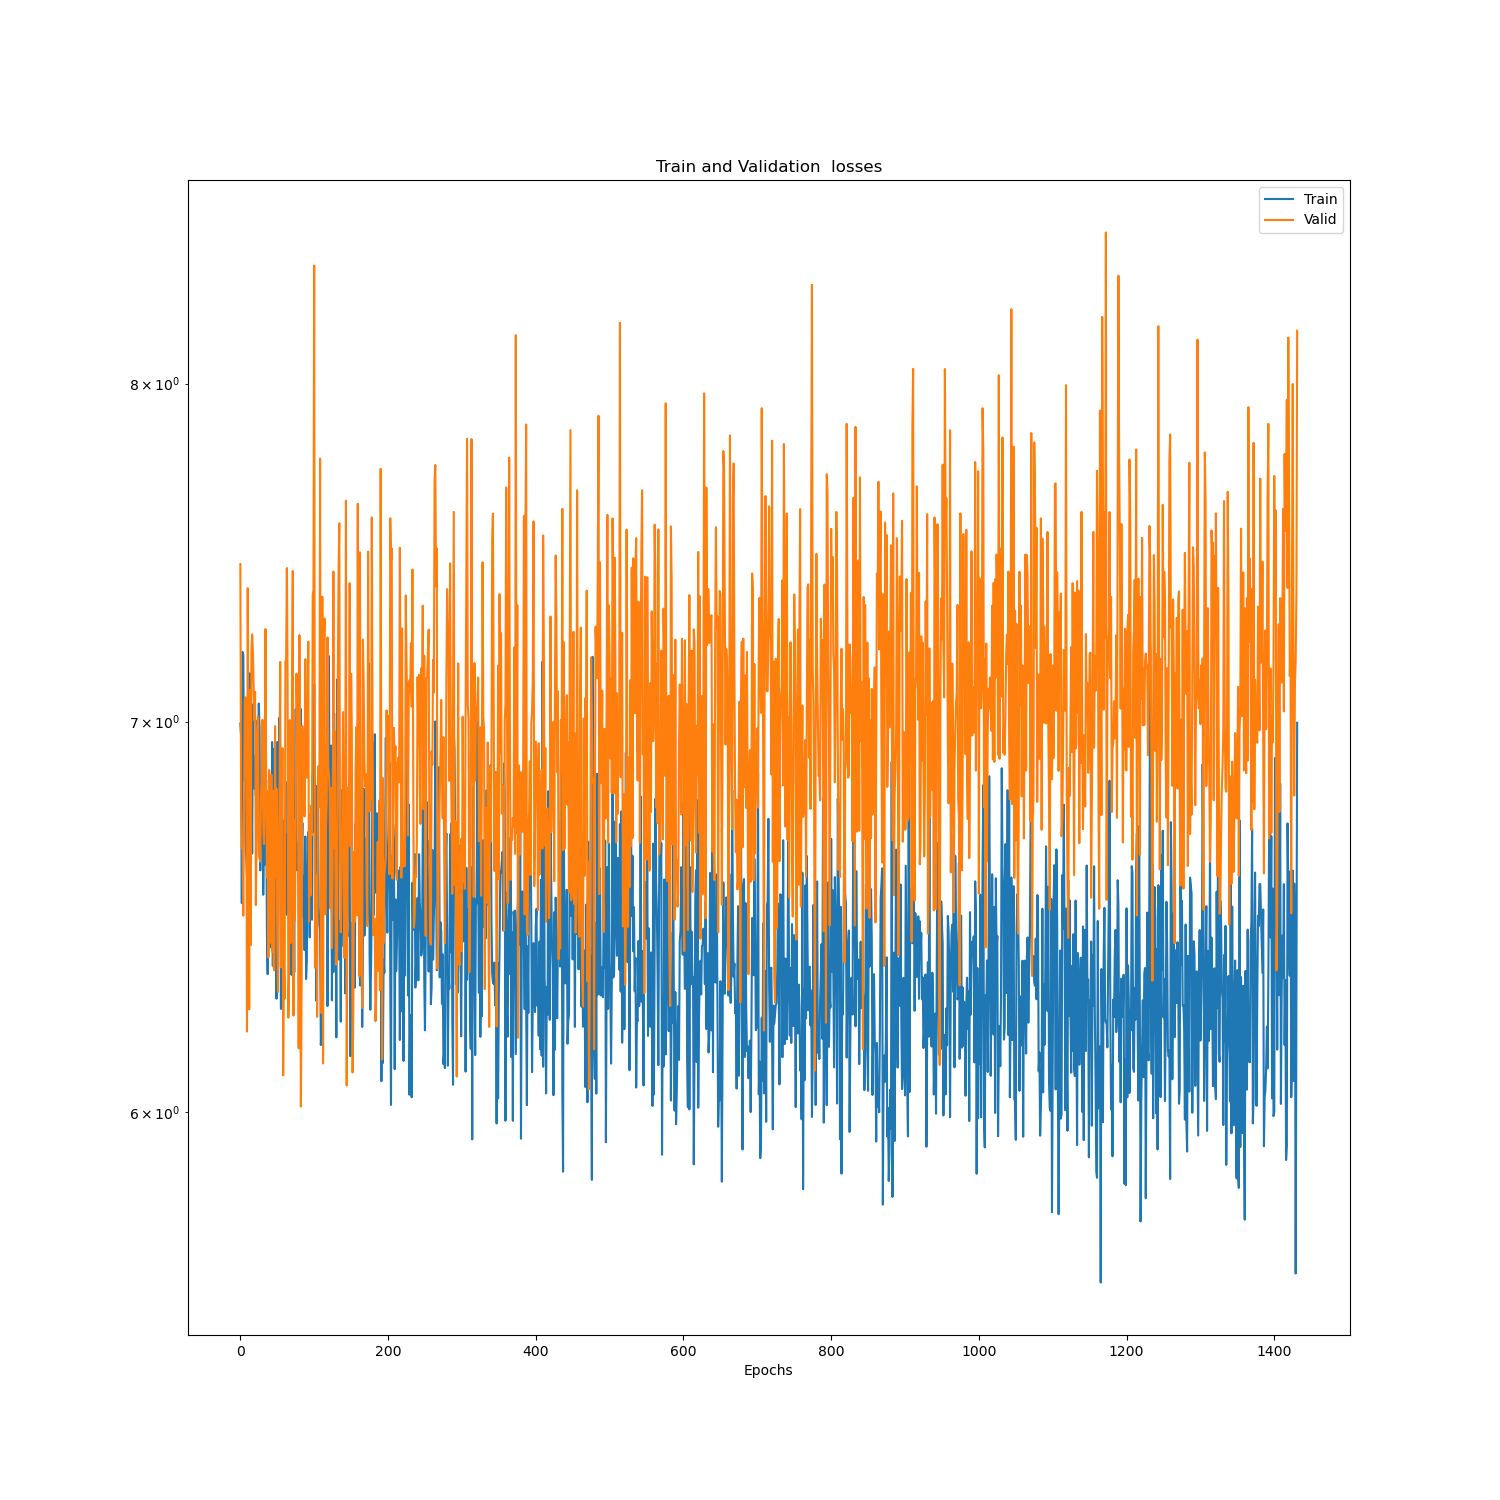 Train and Validation  losses
Train
Valid
8 × 10⁰
7 × 10⁰
6 × 10⁰
0 200 400 600 800 1000 1200 1400
Epochs